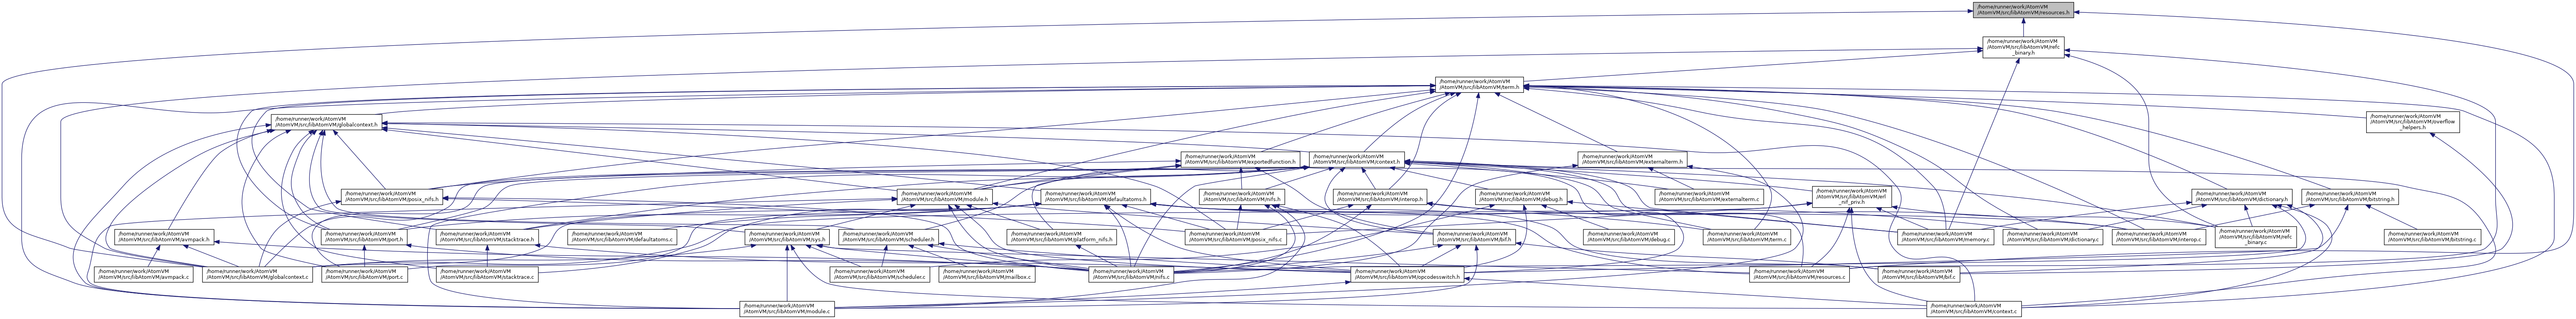 /home/runner/work/AtomVM
/AtomVM/src/libAtomVM/resources.h
/home/runner/work/AtomVM
/AtomVM/src/libAtomVM/refc
_binary.h
/home/runner/work/AtomVM
/AtomVM/src/libAtomVM/term.h
/home/runner/work/AtomVM
/AtomVM/src/libAtomVM/globalcontext.h
/home/runner/work/AtomVM
/AtomVM/src/libAtomVM/overflow
_helpers.h
/home/runner/work/AtomVM
/AtomVM/src/libAtomVM/exportedfunction.h
/home/runner/work/AtomVM
/AtomVM/src/libAtomVM/context.h
/home/runner/work/AtomVM
/AtomVM/src/libAtomVM/externalterm.h
/home/runner/work/AtomVM
/AtomVM/src/libAtomVM/posix_nifs.h
/home/runner/work/AtomVM
/AtomVM/src/libAtomVM/module.h
/home/runner/work/AtomVM
/AtomVM/src/libAtomVM/defaultatoms.h
/home/runner/work/AtomVM
/AtomVM/src/libAtomVM/nifs.h
/home/runner/work/AtomVM
/AtomVM/src/libAtomVM/interop.h
/home/runner/work/AtomVM
/AtomVM/src/libAtomVM/debug.h
/home/runner/work/AtomVM
/AtomVM/src/libAtomVM/externalterm.c
/home/runner/work/AtomVM
/AtomVM/src/libAtomVM/erl
_nif_priv.h
/home/runner/work/AtomVM
/AtomVM/src/libAtomVM/dictionary.h
/home/runner/work/AtomVM
/AtomVM/src/libAtomVM/bitstring.h
/home/runner/work/AtomVM
/AtomVM/src/libAtomVM/avmpack.h
/home/runner/work/AtomVM
/AtomVM/src/libAtomVM/port.h
/home/runner/work/AtomVM
/AtomVM/src/libAtomVM/stacktrace.h
/home/runner/work/AtomVM
/AtomVM/src/libAtomVM/defaultatoms.c
/home/runner/work/AtomVM
/AtomVM/src/libAtomVM/sys.h
/home/runner/work/AtomVM
/AtomVM/src/libAtomVM/scheduler.h
/home/runner/work/AtomVM
/AtomVM/src/libAtomVM/platform_nifs.h
/home/runner/work/AtomVM
/AtomVM/src/libAtomVM/posix_nifs.c
/home/runner/work/AtomVM
/AtomVM/src/libAtomVM/bif.h
/home/runner/work/AtomVM
/AtomVM/src/libAtomVM/debug.c
/home/runner/work/AtomVM
/AtomVM/src/libAtomVM/term.c
/home/runner/work/AtomVM
/AtomVM/src/libAtomVM/memory.c
/home/runner/work/AtomVM
/AtomVM/src/libAtomVM/dictionary.c
/home/runner/work/AtomVM
/AtomVM/src/libAtomVM/interop.c
/home/runner/work/AtomVM
/AtomVM/src/libAtomVM/refc
_binary.c
/home/runner/work/AtomVM
/AtomVM/src/libAtomVM/bitstring.c
/home/runner/work/AtomVM
/AtomVM/src/libAtomVM/avmpack.c
/home/runner/work/AtomVM
/AtomVM/src/libAtomVM/globalcontext.c
/home/runner/work/AtomVM
/AtomVM/src/libAtomVM/port.c
/home/runner/work/AtomVM
/AtomVM/src/libAtomVM/stacktrace.c
/home/runner/work/AtomVM
/AtomVM/src/libAtomVM/scheduler.c
/home/runner/work/AtomVM
/AtomVM/src/libAtomVM/mailbox.c
/home/runner/work/AtomVM
/AtomVM/src/libAtomVM/nifs.c
/home/runner/work/AtomVM
/AtomVM/src/libAtomVM/opcodesswitch.h
/home/runner/work/AtomVM
/AtomVM/src/libAtomVM/resources.c
/home/runner/work/AtomVM
/AtomVM/src/libAtomVM/bif.c
/home/runner/work/AtomVM
/AtomVM/src/libAtomVM/module.c
/home/runner/work/AtomVM
/AtomVM/src/libAtomVM/context.c